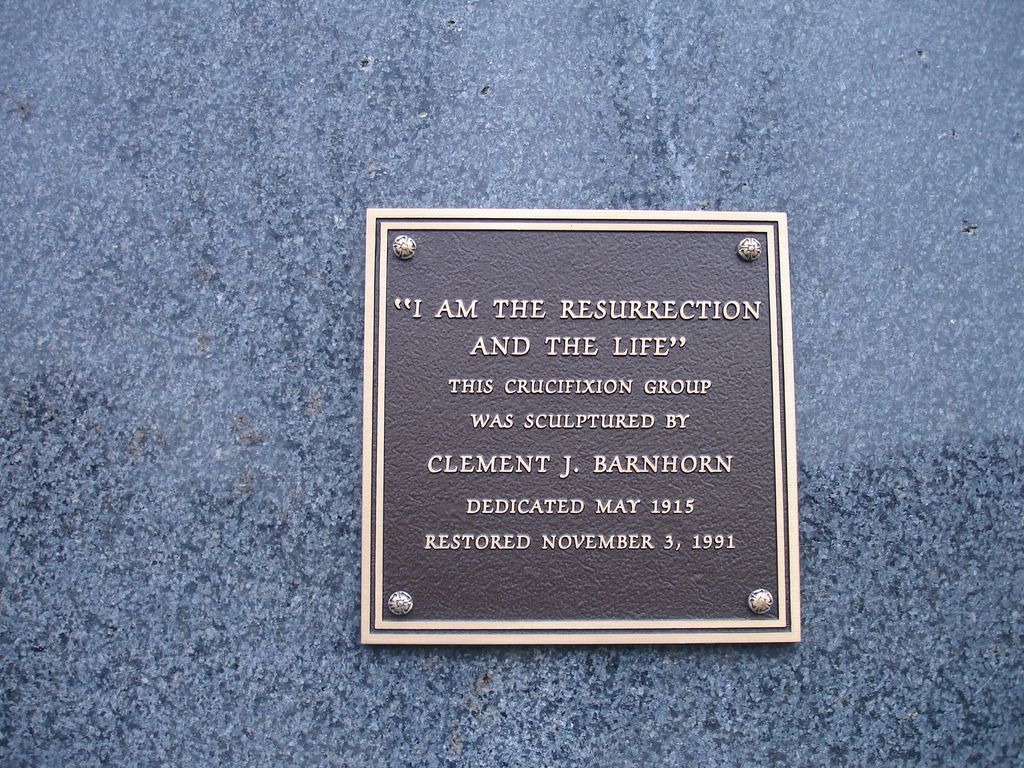 “I AM THE RESURRECTION
AND THE LIFE”
THIS CRUCIFIXION GROUP
WAS SCULPTURED BY
CLEMENT J. BARNHORN
DEDICATED MAY 1915
RESTORED NOVEMBER 3, 1991